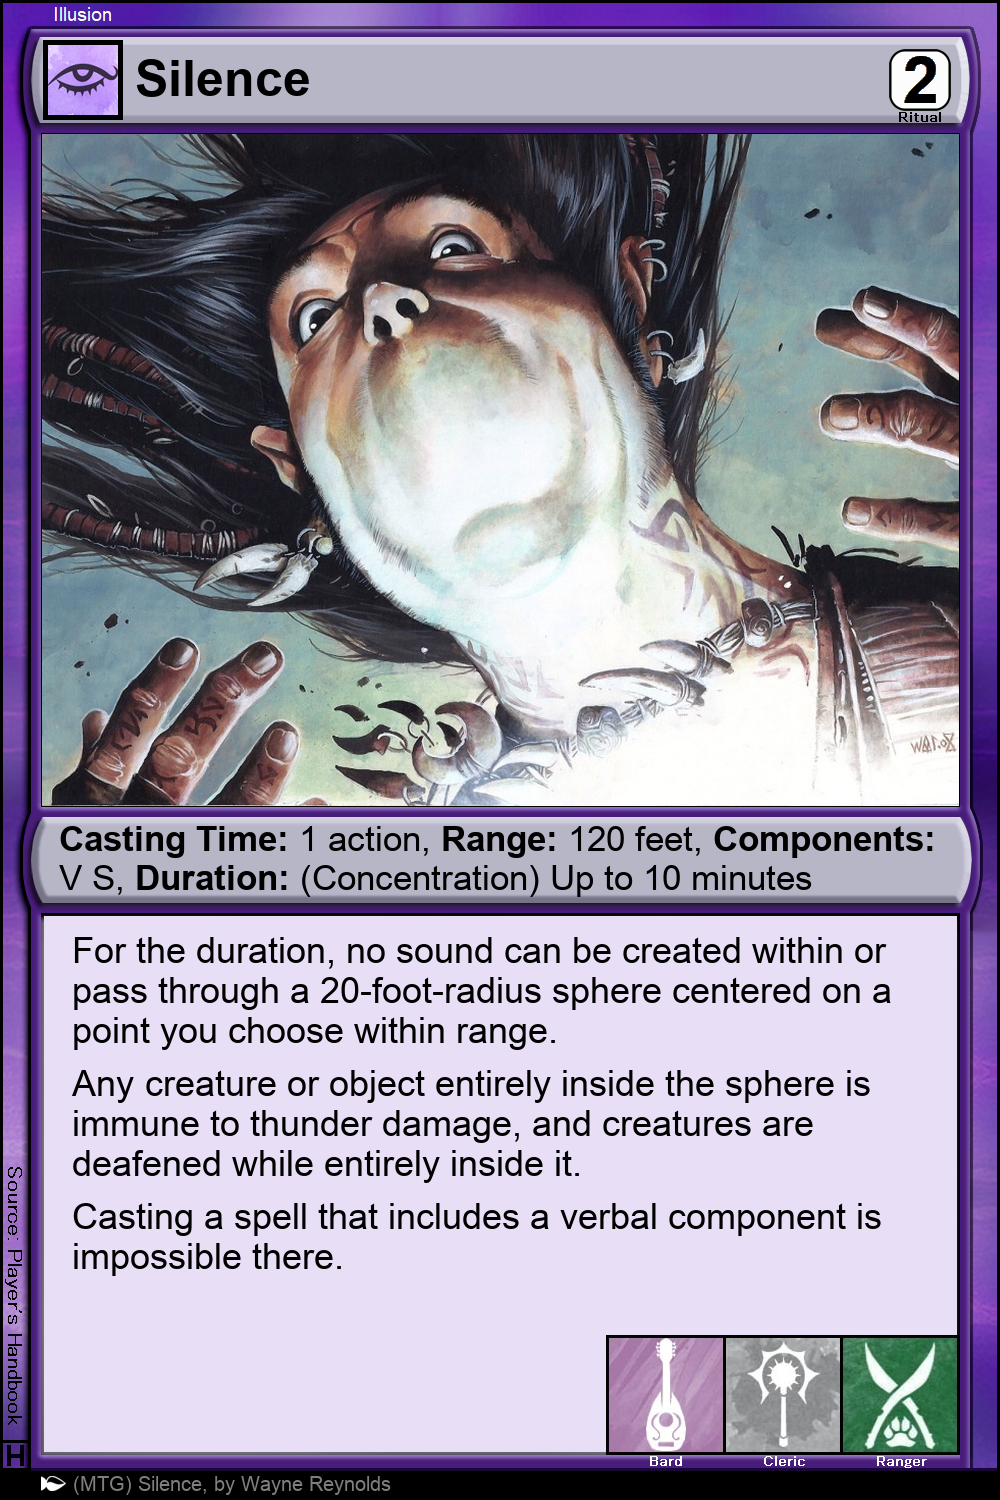 Illusion
Silence
2
Ritual
WAR.08
Casting Time: 1 action, Range: 120 feet, Components:
V S, Duration: (Concentration) Up to 10 minutes
For the duration, no sound can be created within or
pass through a 20-foot-radius sphere centered on a
point you choose within range.
Any creature or object entirely inside the sphere is
immune to thunder damage, and creatures are
deafened while entirely inside it.
Casting a spell that includes a verbal component is
impossible there.
Source: Player's Handbook
H
Bard
Cleric
Ranger
(MTG) Silence, by Wayne Reynolds